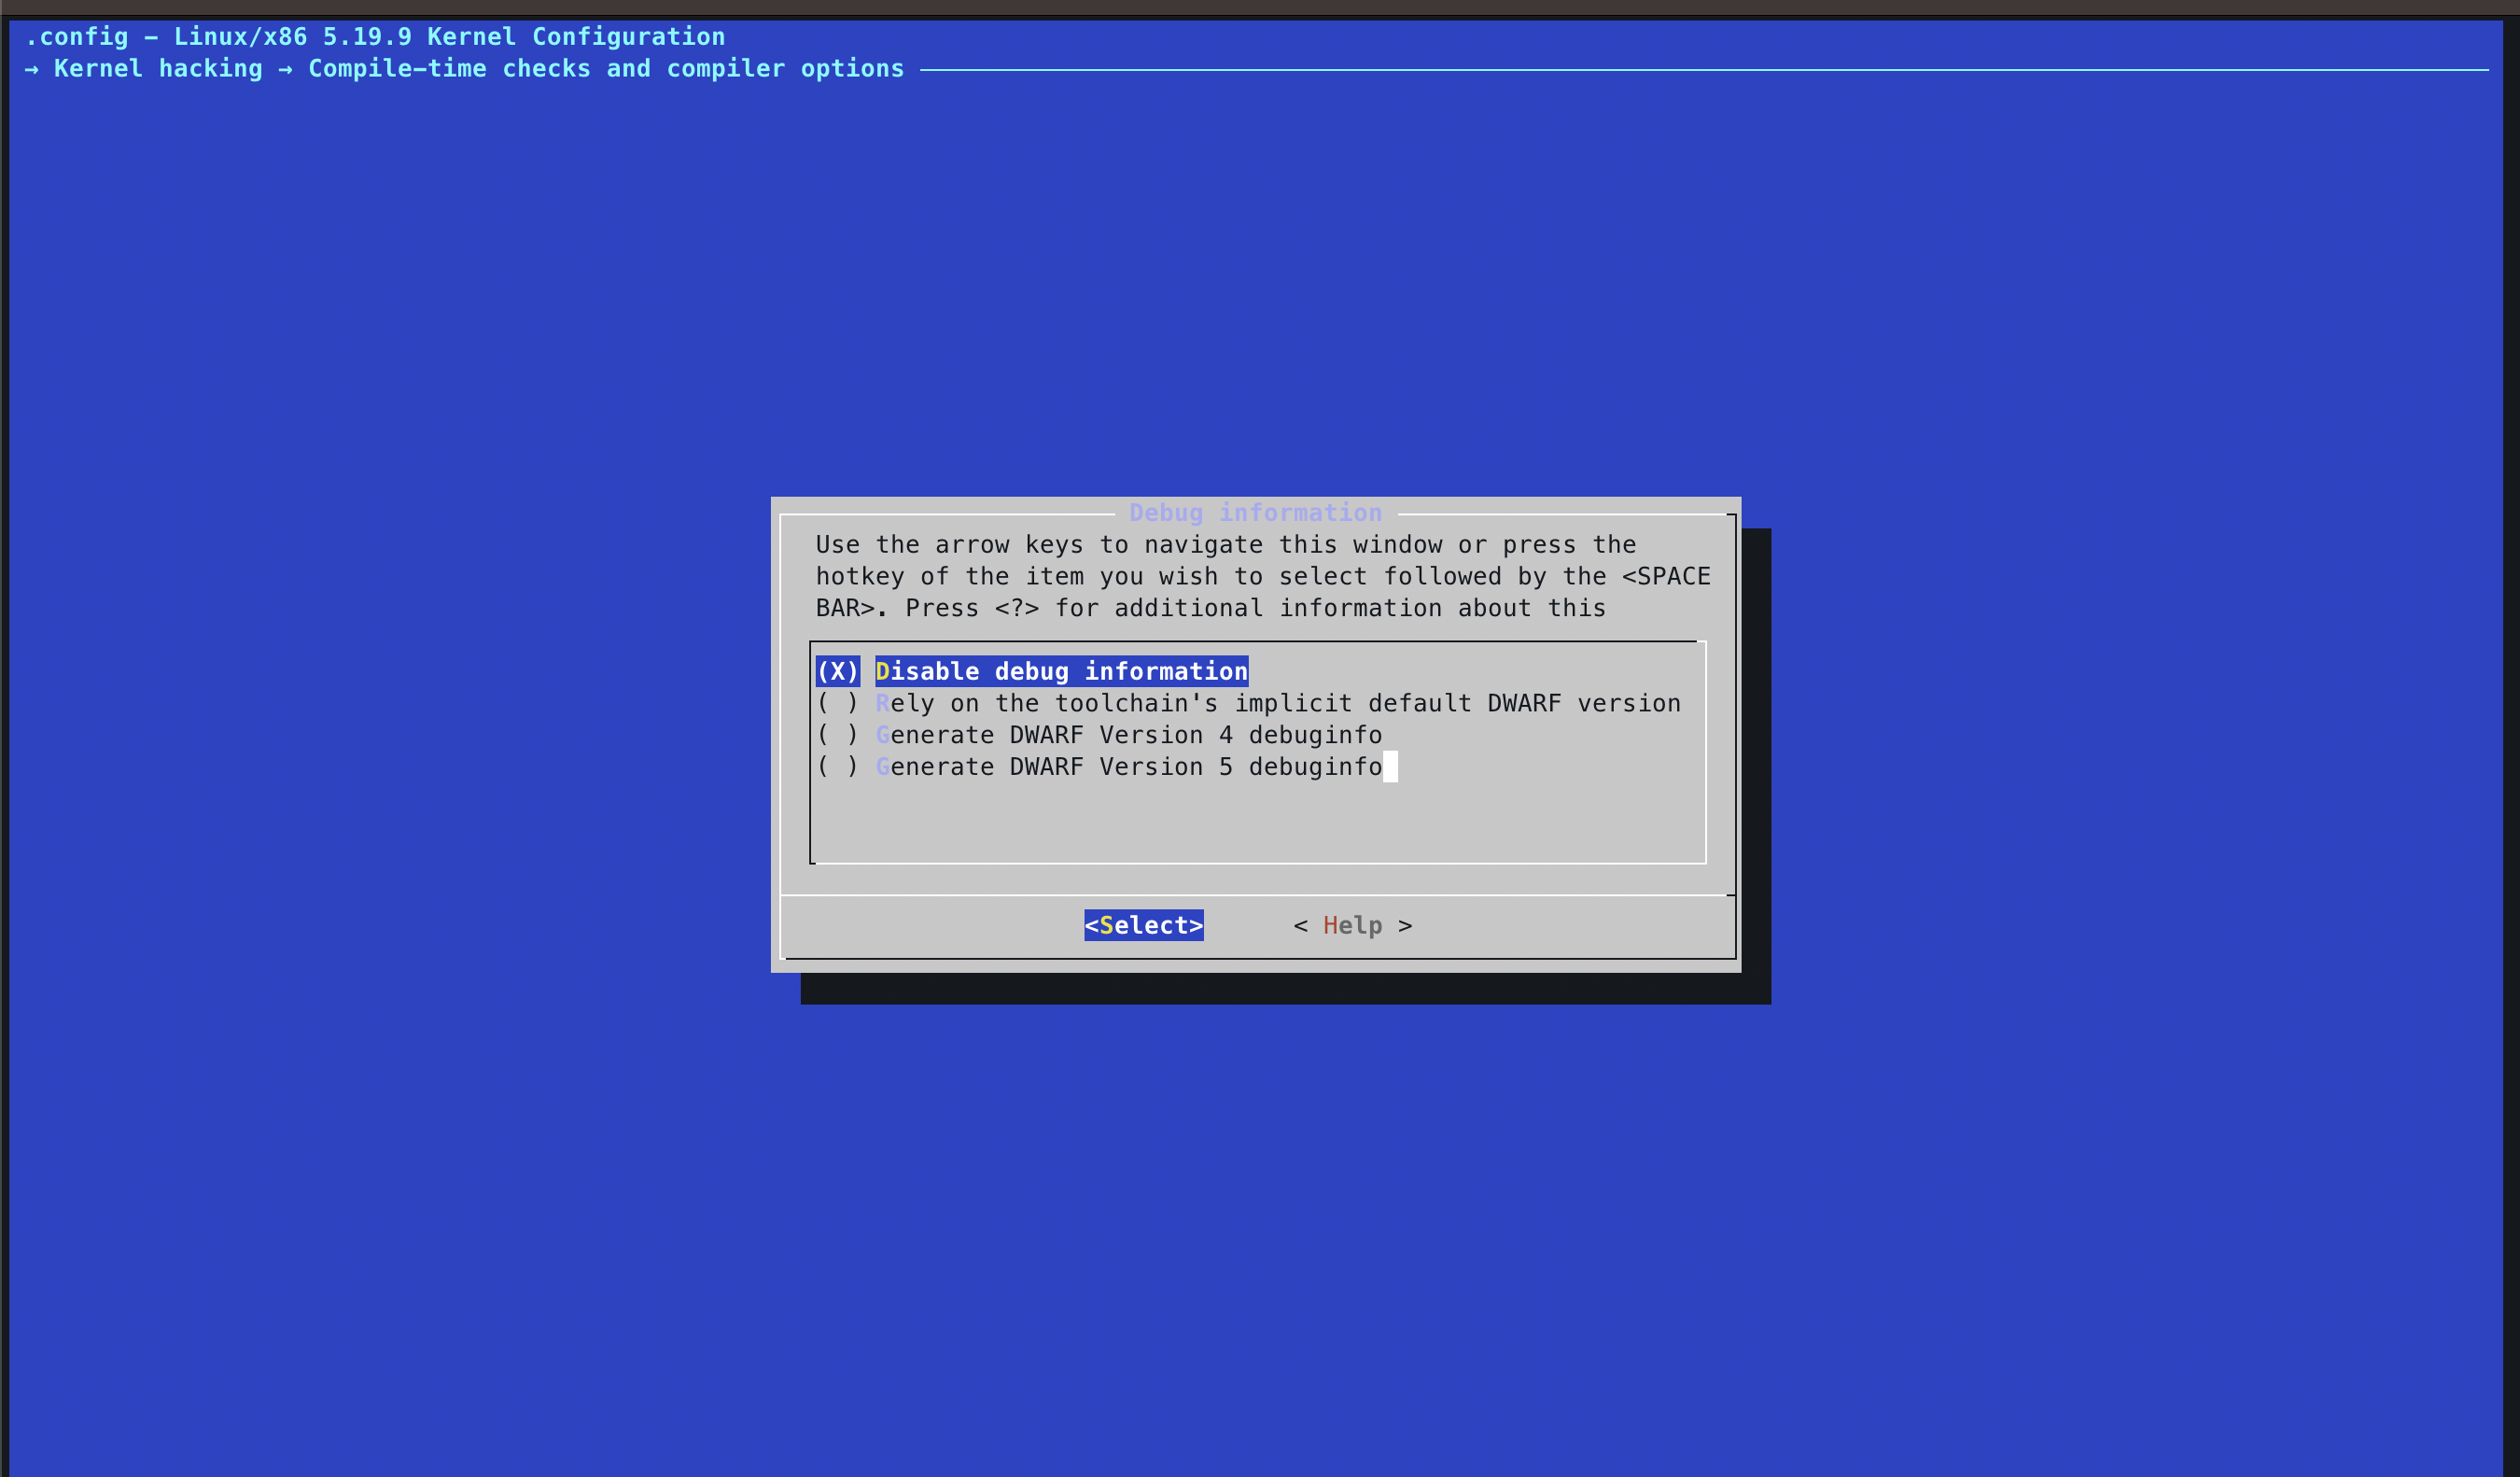 .config - Linux/x86 5.19.9 Kernel Configuration
→ Kernel hacking → Compile-time checks and compiler options
Debug information
Use the arrow keys to navigate this window or press the
hotkey of the item you wish to select followed by the <SPACE
BAR>. Press <?> for additional information about this
(X) Disable debug information
( ) Rely on the toolchain's implicit default DWARF version
( ) Generate DWARF Version 4 debuginfo
( ) Generate DWARF Version 5 debuginfo
<Select> < Help >